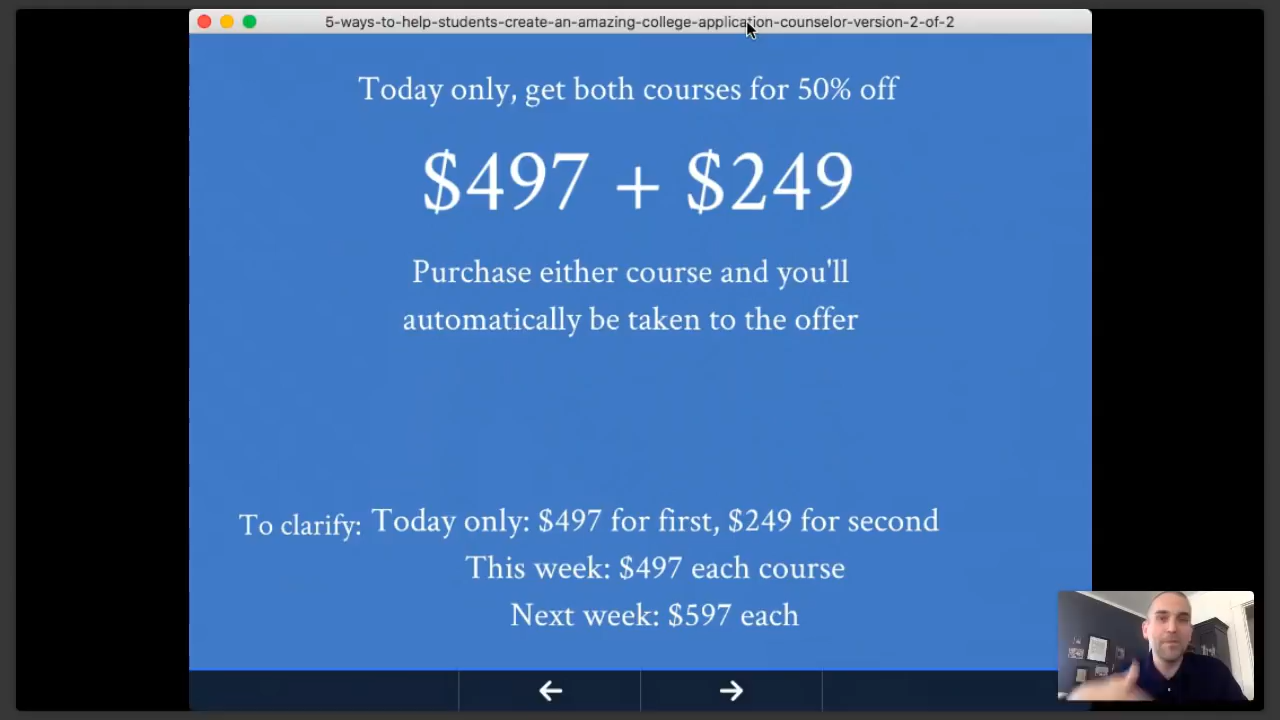 5-ways-to-help-students-create-an-amazing-college-application-counselor-version-2-of-2
Today only, get both courses for 50% off
$497 + $249
Purchase either course and you'll
automatically be taken to the offer
To clarify: Today only: $497 for first, $249 for second
This week: $497 each course
Next week: $597 each